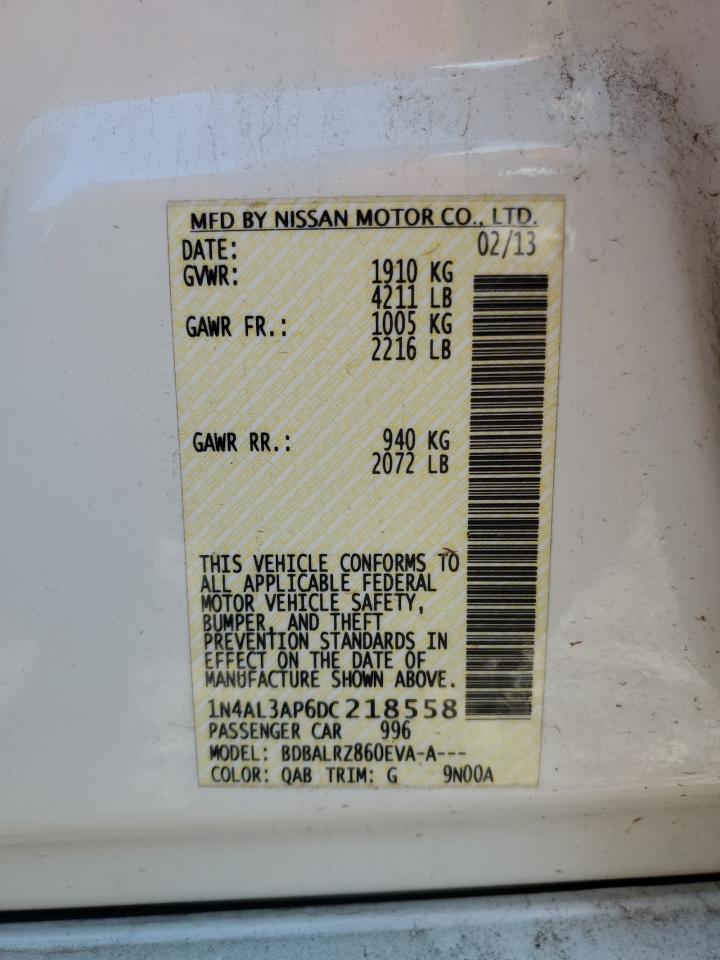 MFD BY NISSAN MOTOR CO., LTD.
DATE: 02/13
GVWR: 1910 KG
4211 LB
GAWR FR.: 1005 KG
2216 LB
GAWR RR.: 940 KG
2072 LB
THIS VEHICLE CONFORMS TO
ALL APPLICABLE FEDERAL
MOTOR VEHICLE SAFETY,
BUMPER, AND THEFT
PREVENTION STANDARDS IN
EFFECT ON THE DATE OF
MANUFACTURE SHOWN ABOVE.
1N4AL3AP6DC218558
PASSENGER CAR 996
MODEL: BDBALRZ860EVA-A---
COLOR: QAB TRIM: G 9N00A